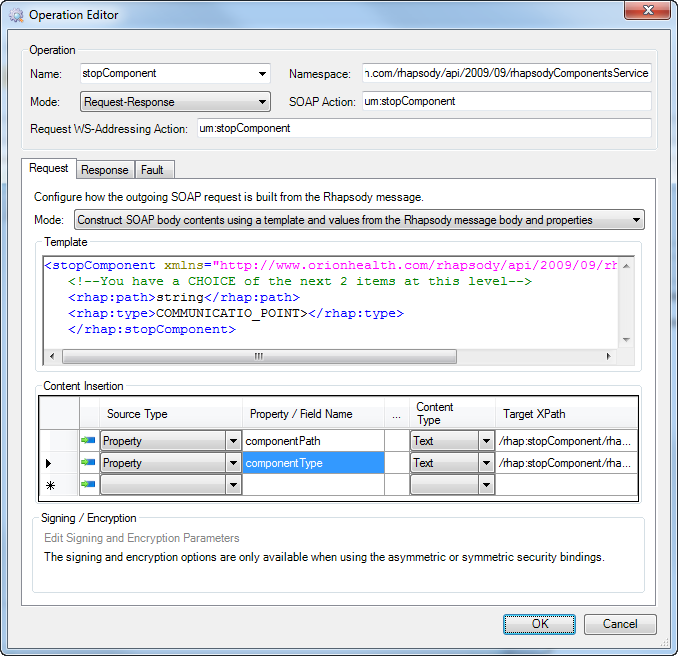 Operation Editor
Operation
Name: stopComponent Namespace: n.com/rhapsody/api/2009/09/rhapsodyComponentsService
Mode: Request-Response SOAP Action: urn:stopComponent
Request WS-Addressing Action: urn:stopComponent
Request Response Fault
Configure how the outgoing SOAP request is built from the Rhapsody message.
Mode: Construct SOAP body contents using a template and values from the Rhapsody message body and properties
Template
<stopComponent xmlns="http://www.orionhealth.com/rhapsody/api/2009/09/rh
<!--You have a CHOICE of the next 2 items at this level-->
<rhap:path>string</rhap:path>
<rhap:type>COMMUNICATIO_POINT></rhap:type>
</rhap:stopComponent>
Content Insertion
Source Type Property / Field Name ... Content Type Target XPath
Property componentPath Text /rhap:stopComponent/rha...
Property componentType Text /rhap:stopComponent/rha...
Signing / Encryption
Edit Signing and Encryption Parameters
The signing and encryption options are only available when using the asymmetric or symmetric security bindings.
OK Cancel